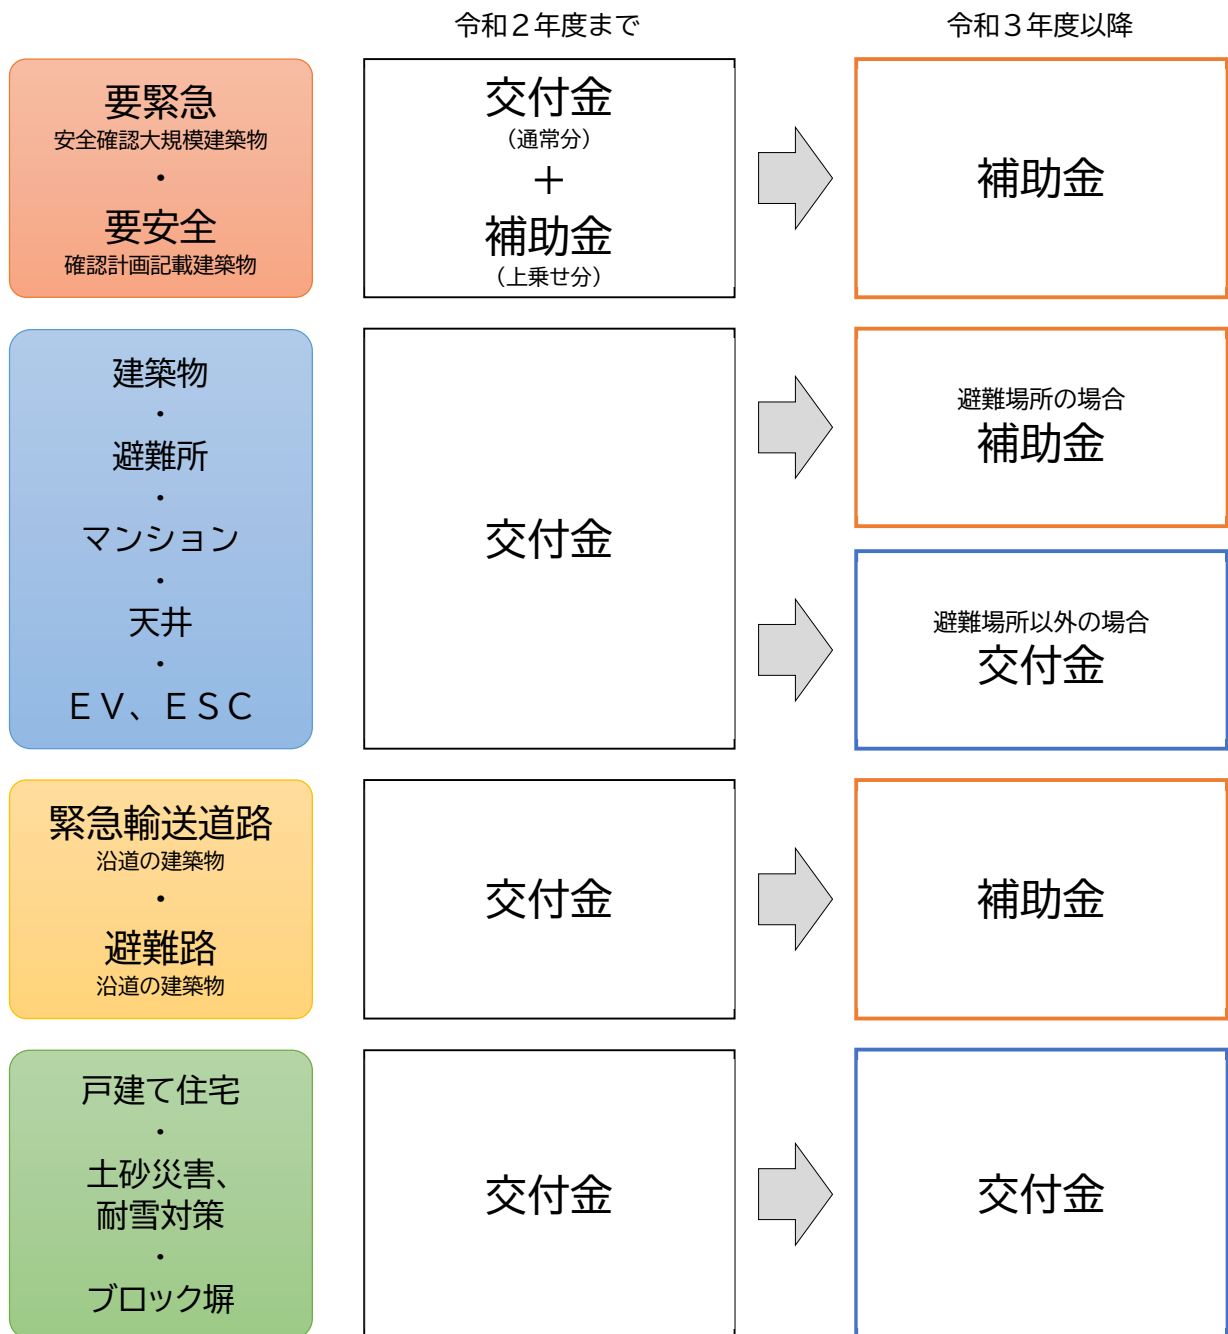 令和２年度まで
令和３年度以降
要緊急
安全確認大規模建築物
・
要安全
確認計画記載建築物
交付金
（通常分）
＋
補助金
（上乗せ分）
補助金
建築物
・
避難所
・
マンション
・
天井
・
ＥＶ、ＥＳＣ
交付金
避難場所の場合
補助金
避難場所以外の場合
交付金
緊急輸送道路
沿道の建築物
・
避難路
沿道の建築物
交付金
補助金
戸建て住宅
・
土砂災害、
耐雪対策
・
ブロック塀
交付金
交付金